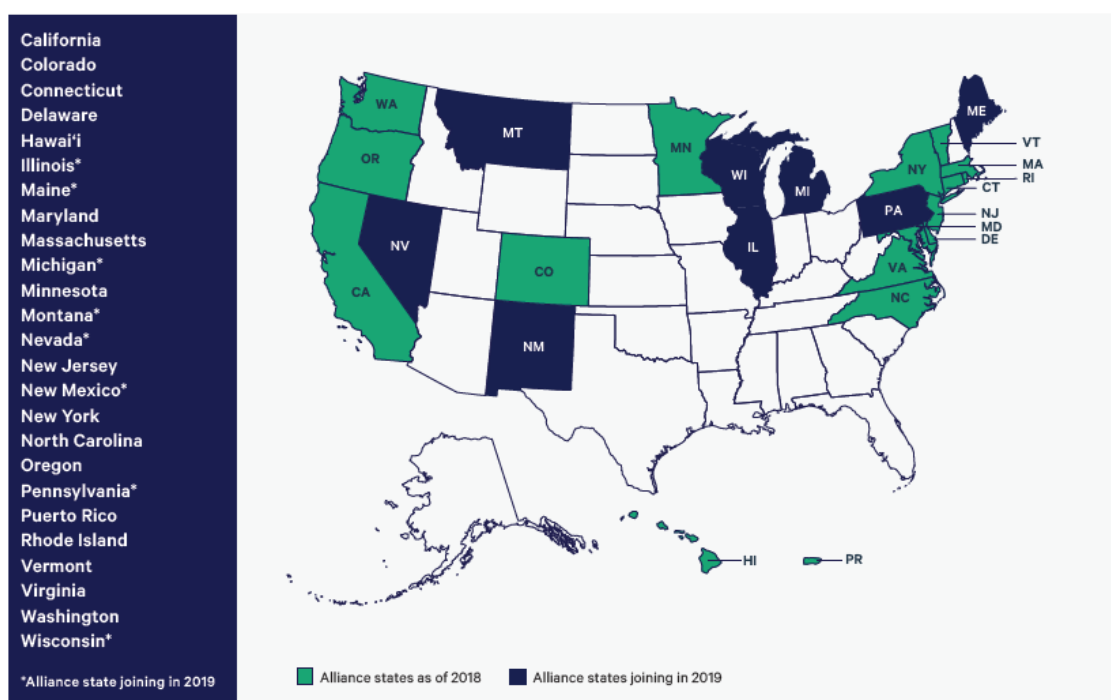 California
Colorado
Connecticut
Delaware
Hawai‘i
Illinois*
Maine*
Maryland
Massachusetts
Michigan*
Minnesota
Montana*
Nevada*
New Jersey
New Mexico*
New York
North Carolina
Oregon
Pennsylvania*
Puerto Rico
Rhode Island
Vermont
Virginia
Washington
Wisconsin*
*Alliance state joining in 2019
WA
MT
ME
OR
MN
VT
WI
NY
MA
MI
RI
CT
PA
NJ
MD
DE
NV
IL
CO
VA
CA
NC
NM
HI
PR
Alliance states as of 2018
Alliance states joining in 2019